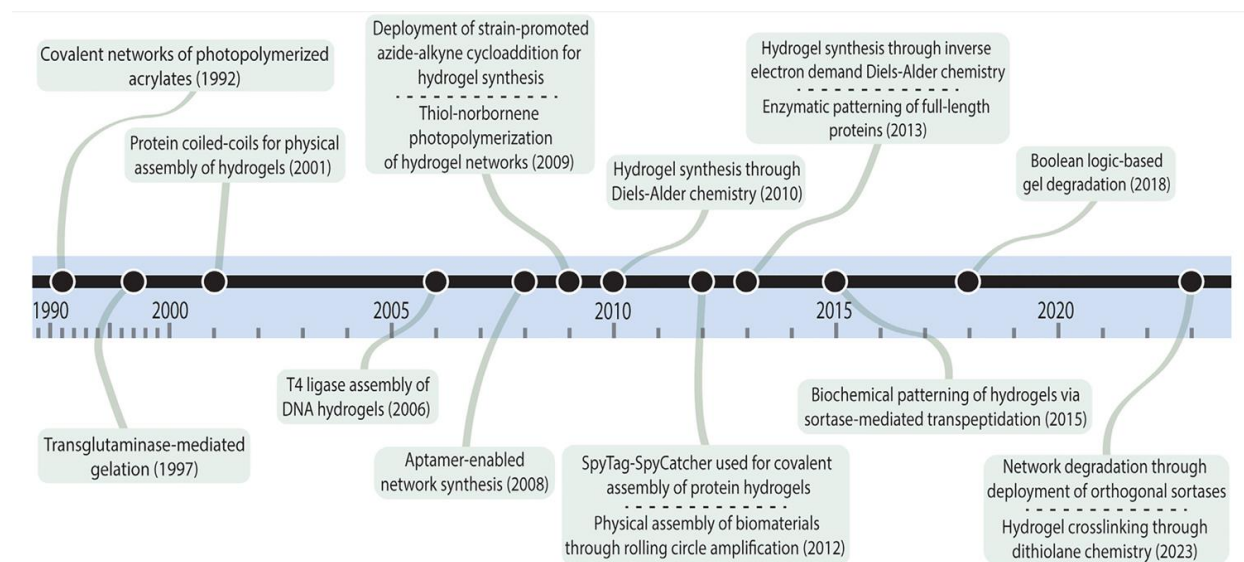 Covalent networks of photopolymerized
acrylates (1992)
Protein coiled-coils for physical
assembly of hydrogels (2001)
Deployment of strain-promoted
azide-alkyne cycloaddition for
hydrogel synthesis
Thiol-norbornene
photopolymerization
of hydrogel networks (2009)
Hydrogel synthesis through
Diels-Alder chemistry (2010)
Hydrogel synthesis through inverse
electron demand Diels-Alder chemistry
Enzymatic patterning of full-length
proteins (2013)
Boolean logic-based
gel degradation (2018)
1990 2000 2005 2010 2015 2020
Transglutaminase-mediated
gelation (1997)
T4 ligase assembly of
DNA hydrogels (2006)
Aptamer-enabled
network synthesis (2008)
SpyTag-SpyCatcher used for covalent
assembly of protein hydrogels
Physical assembly of biomaterials
through rolling circle amplification (2012)
Biochemical patterning of hydrogels via
sortase-mediated transpeptidation (2015)
Network degradation through
deployment of orthogonal sortases
Hydrogel crosslinking through
dithiolane chemistry (2023)